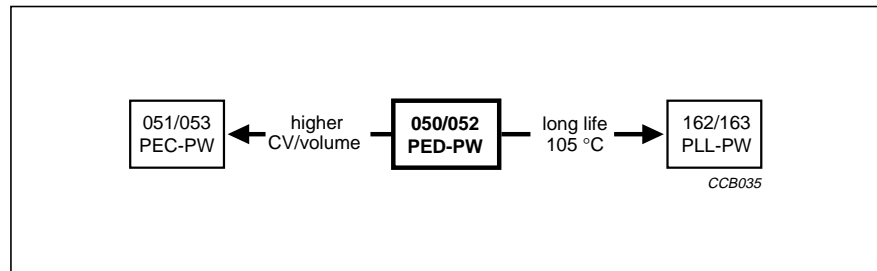 051/053
PEC-PW
higher
CV/volume
050/052
PED-PW
long life
105 °C
162/163
PLL-PW
CCB035